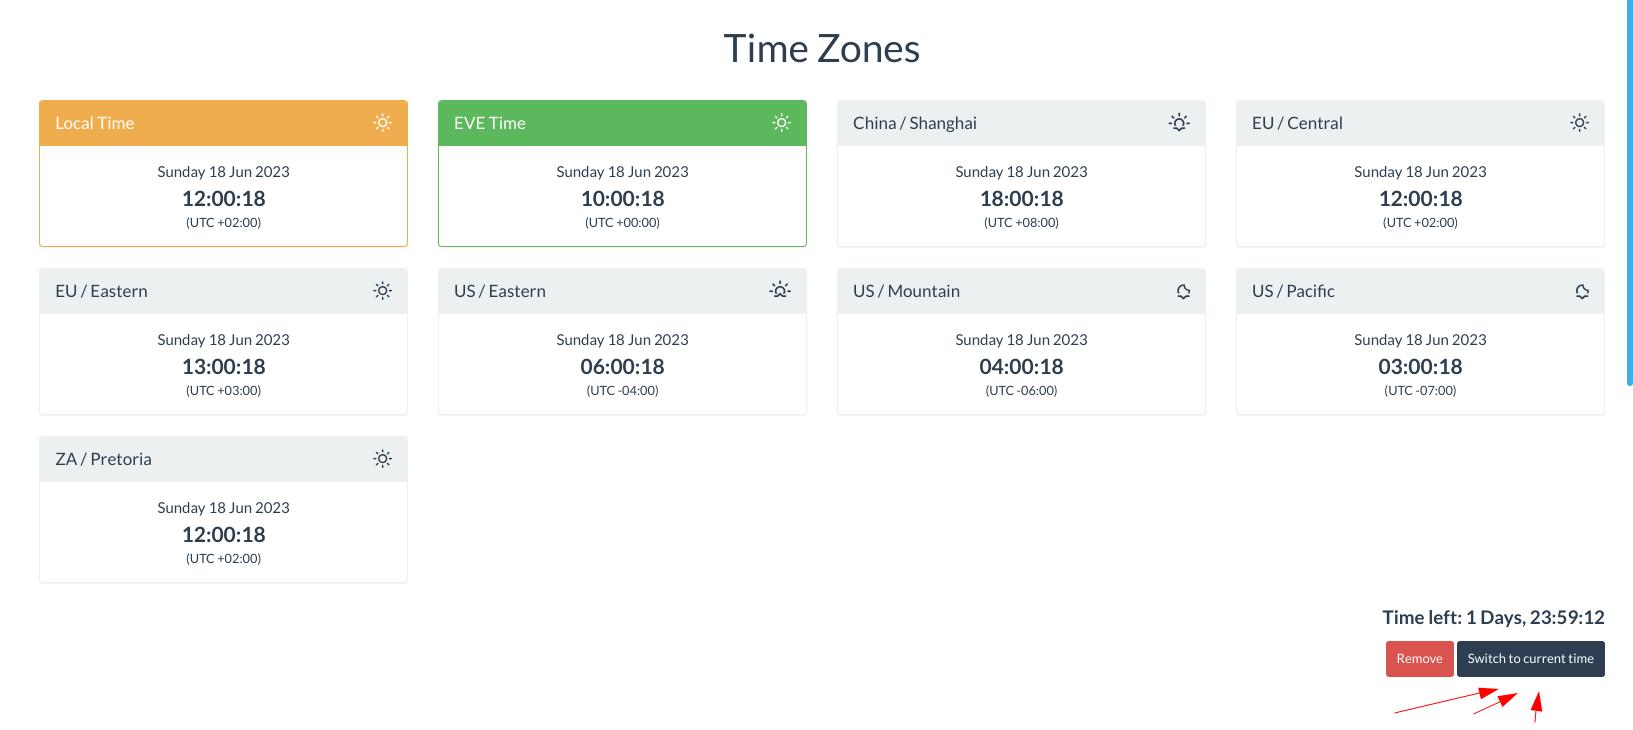 Time Zones
Local Time
Sunday 18 Jun 2023
12:00:18
(UTC +02:00)
EVE Time
Sunday 18 Jun 2023
10:00:18
(UTC +00:00)
China / Shanghai
Sunday 18 Jun 2023
18:00:18
(UTC +08:00)
EU / Central
Sunday 18 Jun 2023
12:00:18
(UTC +02:00)
EU / Eastern
Sunday 18 Jun 2023
13:00:18
(UTC +03:00)
US / Eastern
Sunday 18 Jun 2023
06:00:18
(UTC -04:00)
US / Mountain
Sunday 18 Jun 2023
04:00:18
(UTC -06:00)
US / Pacific
Sunday 18 Jun 2023
03:00:18
(UTC -07:00)
ZA / Pretoria
Sunday 18 Jun 2023
12:00:18
(UTC +02:00)
Time left: 1 Days, 23:59:12
Remove
Switch to current time